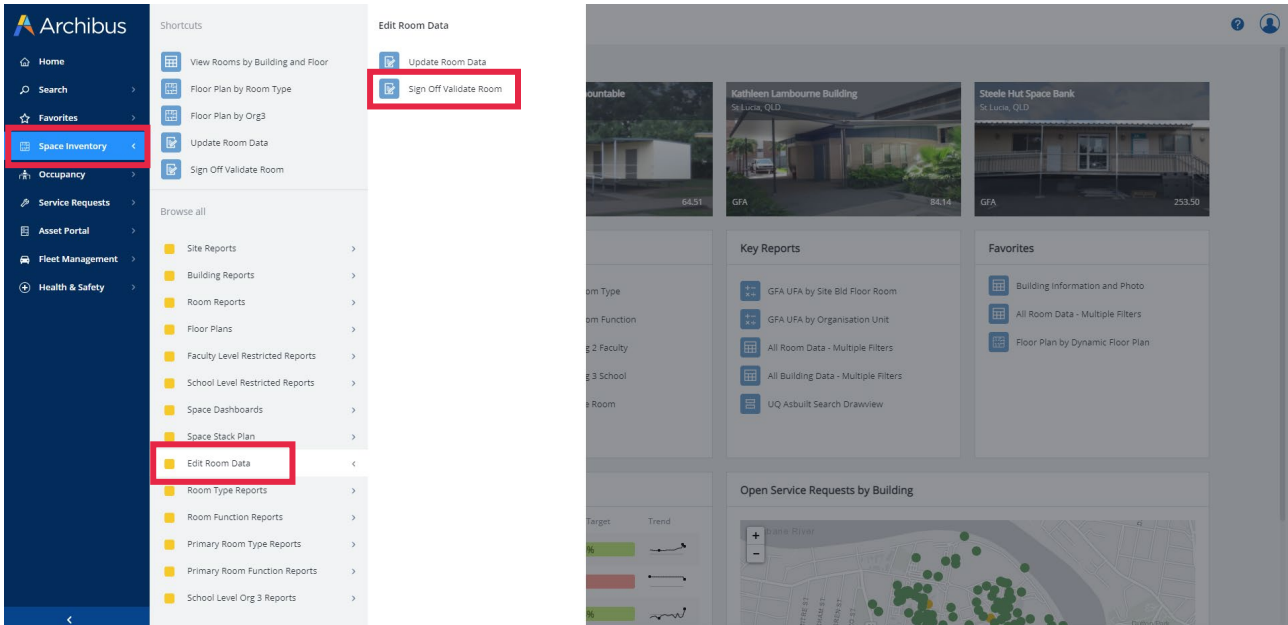 Archibus
Home
Search
Favorites
Space Inventory
Occupancy
Service Requests
Asset Portal
Fleet Management
Health & Safety
Shortcuts
View Rooms by Building and Floor
Floor Plan by Room Type
Floor Plan by Org3
Update Room Data
Sign Off Validate Room
Browse all
Site Reports
Building Reports
Room Reports
Floor Plans
Faculty Level Restricted Reports
School Level Restricted Reports
Space Dashboards
Space Stack Plan
Edit Room Data
Room Type Reports
Room Function Reports
Primary Room Type Reports
Primary Room Function Reports
School Level Org 3 Reports
Edit Room Data
Update Room Data
Sign Off Validate Room
ountable
64.51
Kathleen Lambourne Building
St Lucia, QLD
GFA 84.14
Steele Hut Space Bank
St Lucia, QLD
GFA 253.50
om Type
om Function
g 2 Faculty
g 3 School
e Room
Key Reports
GFA UFA by Site Bld Floor Room
GFA UFA by Organisation Unit
All Room Data - Multiple Filters
All Building Data - Multiple Filters
UQ Asbuilt Search Drawview
Favorites
Building Information and Photo
All Room Data - Multiple Filters
Floor Plan by Dynamic Floor Plan
Target Trend
%
%
Open Service Requests by Building
+
-
bane River